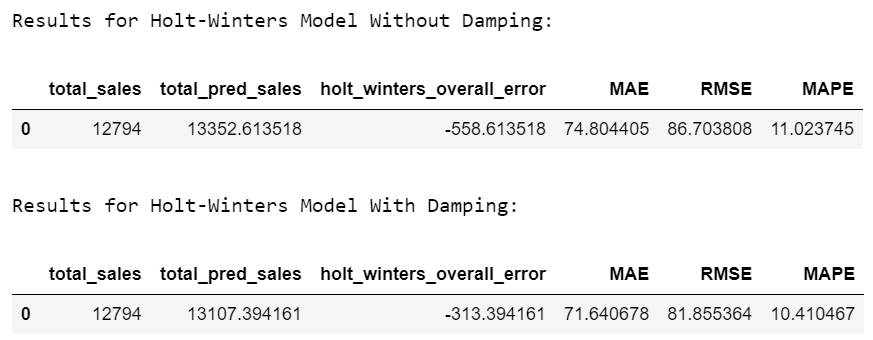 Results for Holt-Winters Model Without Damping:
total_sales total_pred_sales holt_winters_overall_error MAE RMSE MAPE
0 12794 13352.613518 -558.613518 74.804405 86.703808 11.023745
Results for Holt-Winters Model With Damping:
total_sales total_pred_sales holt_winters_overall_error MAE RMSE MAPE
0 12794 13107.394161 -313.394161 71.640678 81.855364 10.410467